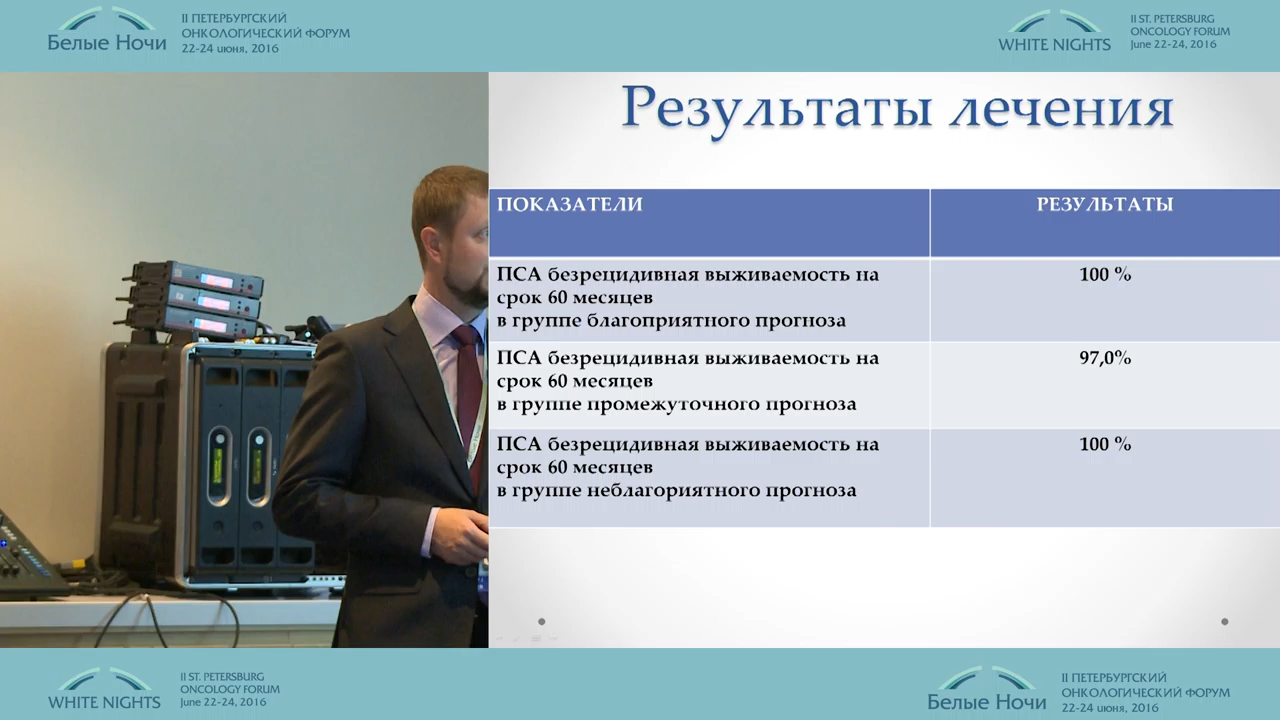 Белые Ночи
II ПЕТЕРБУРГСКИЙ
ОНКОЛОГИЧЕСКИЙ ФОРУМ
22-24 июня, 2016
WHITE NIGHTS
II ST. PETERSBURG
ONCOLOGY FORUM
June 22-24, 2016
Результаты лечения
ПОКАЗАТЕЛИ
РЕЗУЛЬТАТЫ
ПСА безрецидивная выживаемость на
срок 60 месяцев
в группе благоприятного прогноза
100 %
ПСА безрецидивная выживаемость на
срок 60 месяцев
в группе промежуточного прогноза
97,0%
ПСА безрецидивная выживаемость на
срок 60 месяцев
в группе неблагориятного прогноза
100 %
WHITE NIGHTS
II ST. PETERSBURG
ONCOLOGY FORUM
June 22-24, 2016
Белые Ночи
II ПЕТЕРБУРГСКИЙ
ОНКОЛОГИЧЕСКИЙ ФОРУМ
22-24 июня, 2016